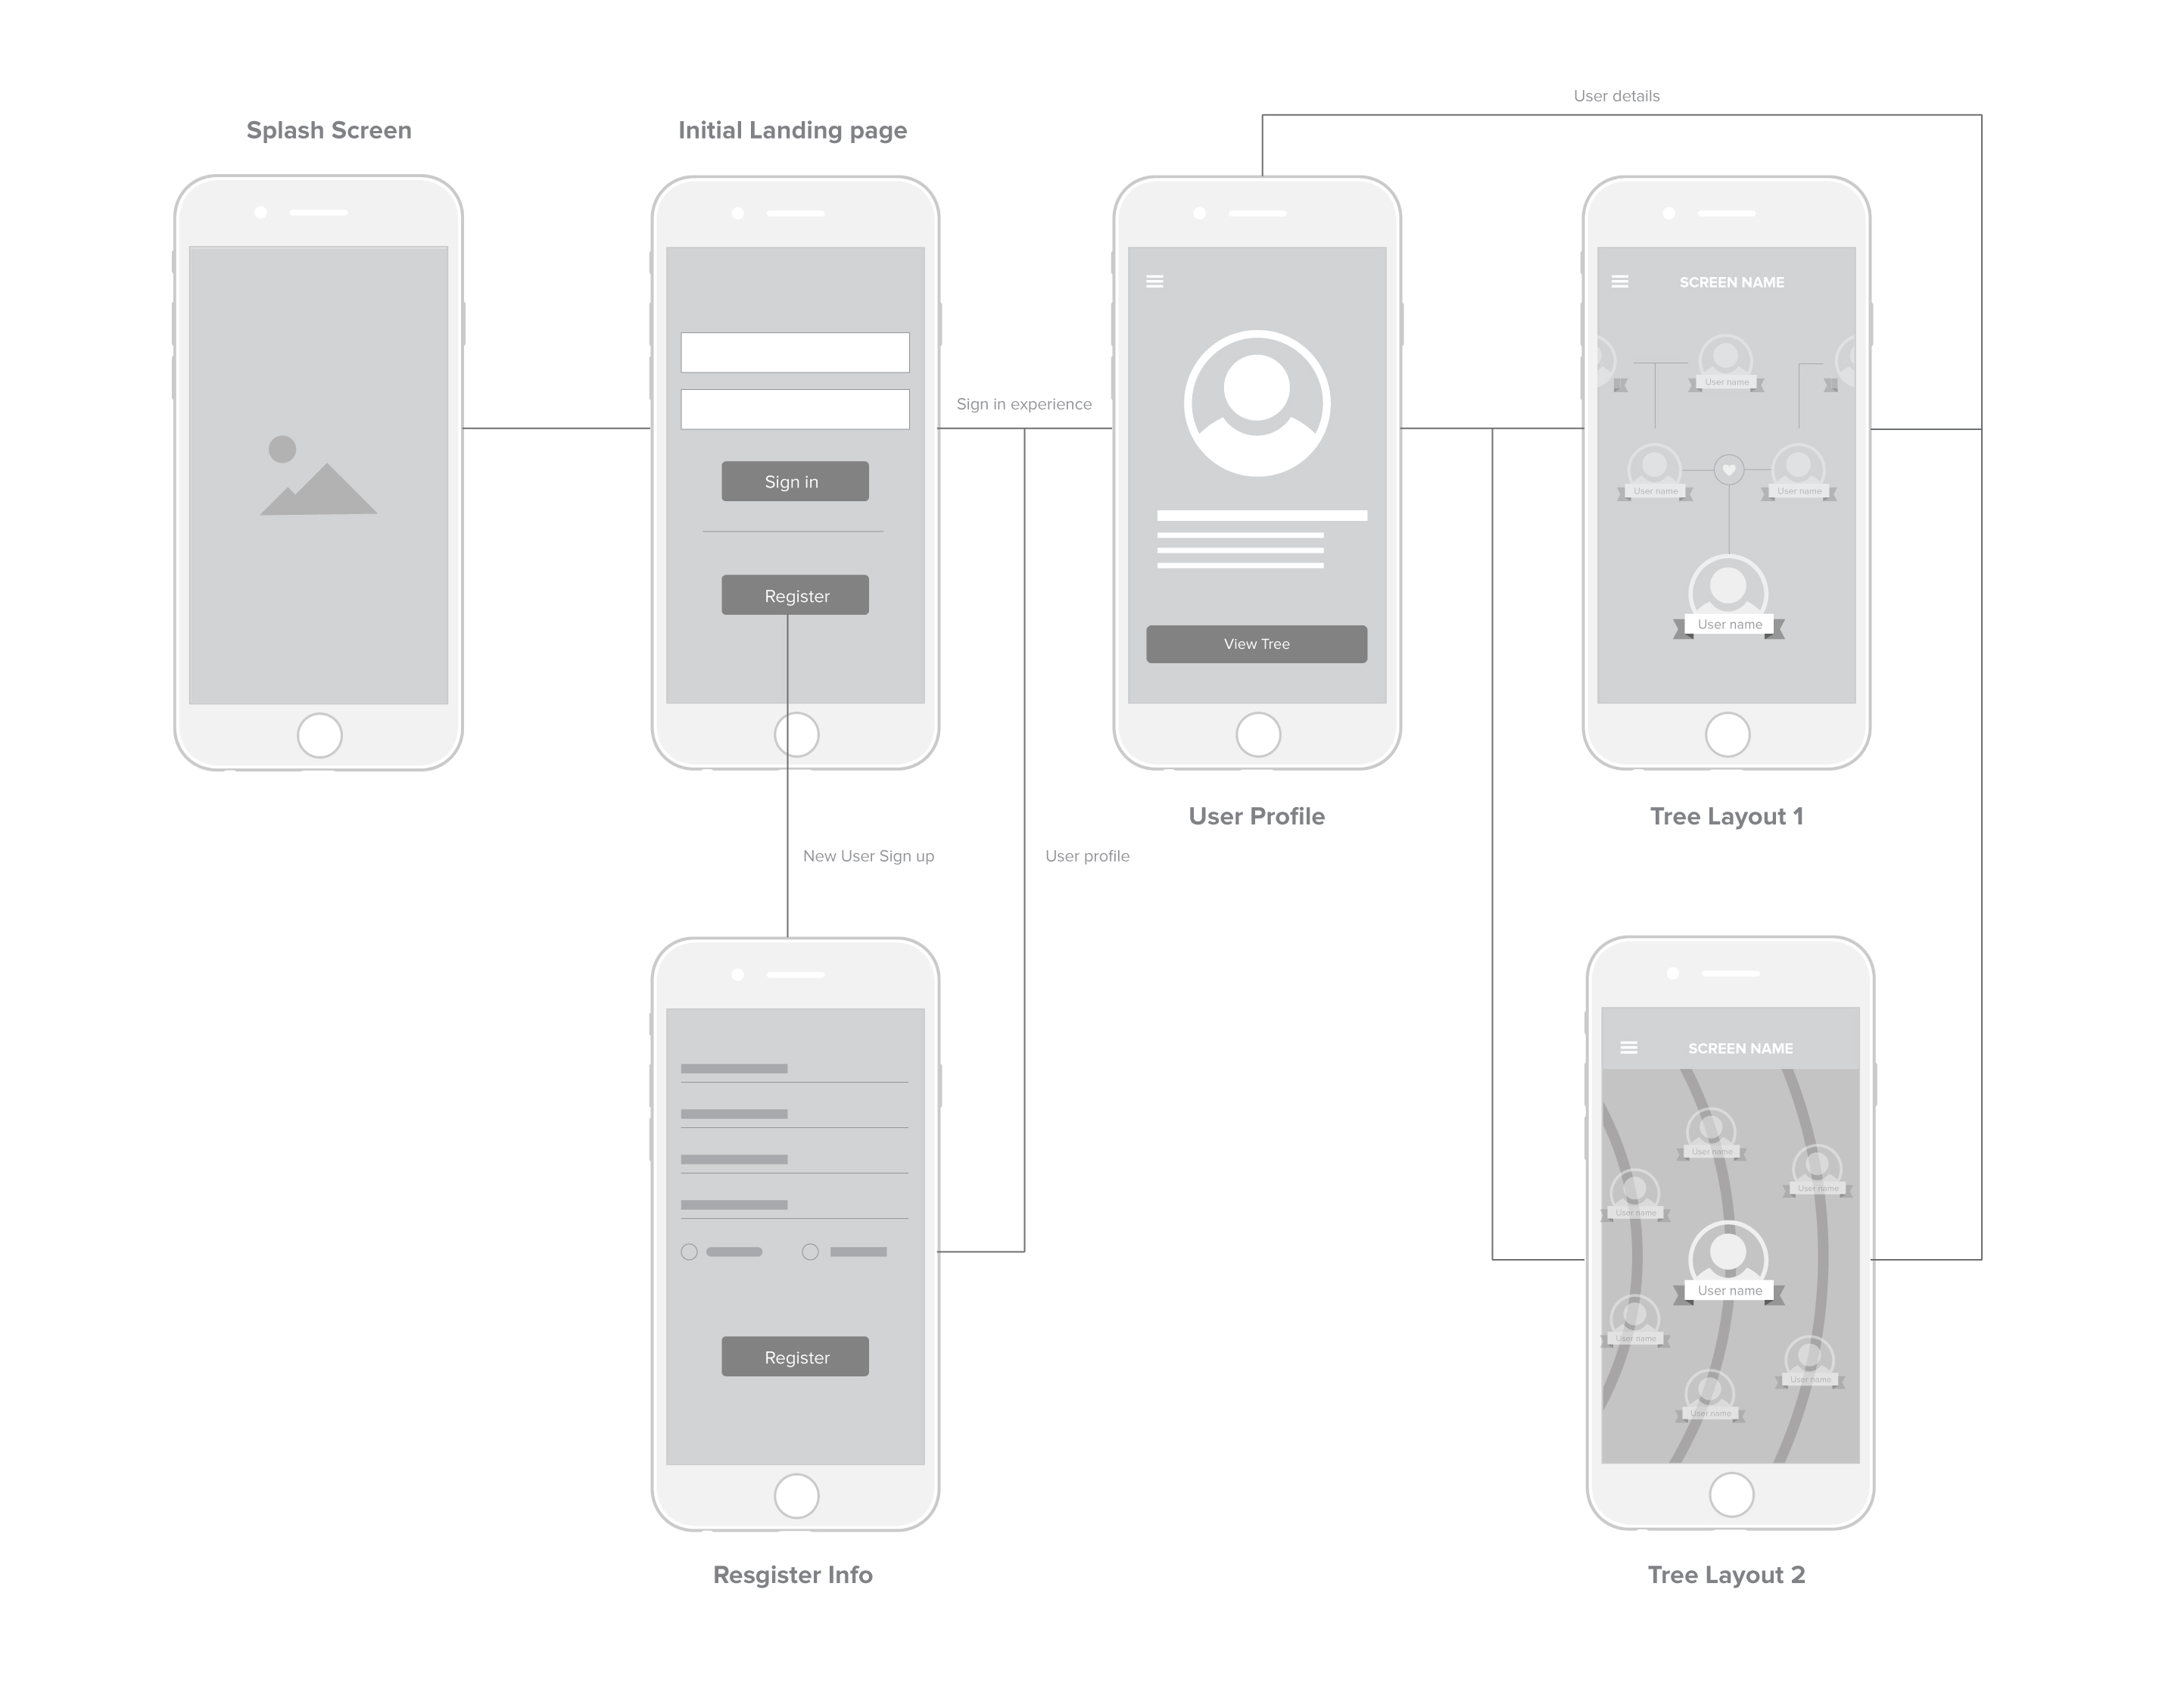 User details
Splash Screen
Initial Landing page
SCREEN NAME
User name
Sign in experience
Sign in
User name
User name
Register
User name
View Tree
User Profile
Tree Layout 1
New User Sign up
User profile
SCREEN NAME
User name
User name
User name
User name
User name
Register
User name
User name
Resgister Info
Tree Layout 2